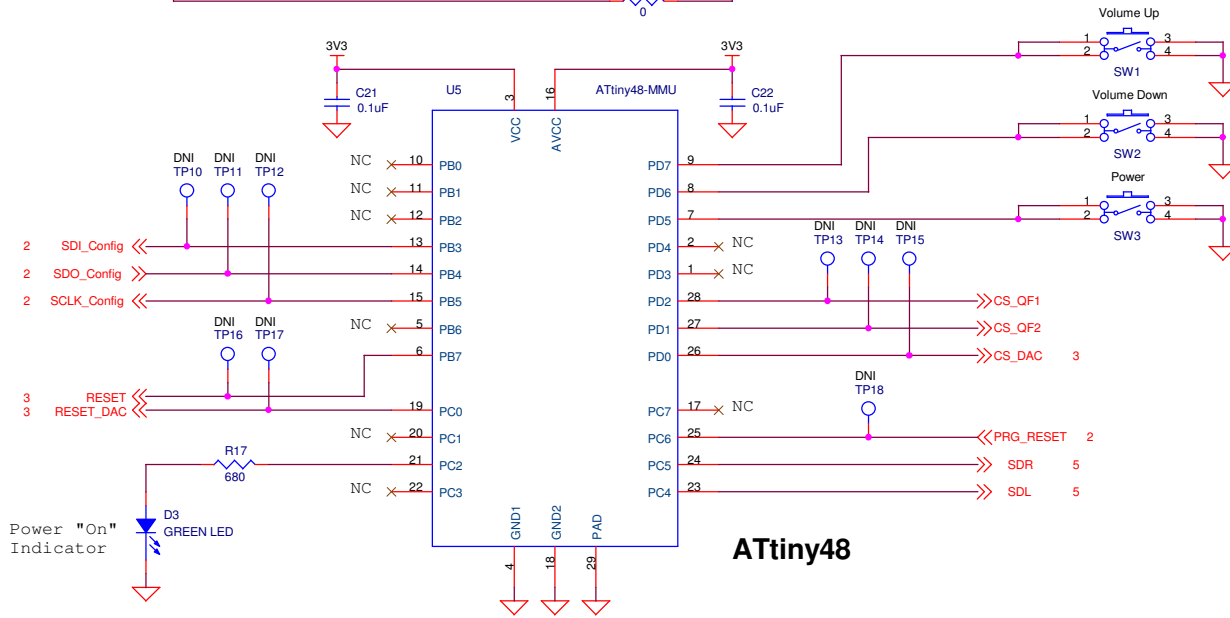 0
Volume Up
1 3
2 4
SW1
3V3 3V3
C21
0.1uF
U5 ATtiny48-MMU
C22
0.1uF
3 16
VCC AVCC
Volume Down
1 3
2 4
SW2
Power
1 3
2 4
SW3
DNI DNI DNI
TP10 TP11 TP12
NC 10 PB0
NC 11 PB1
NC 12 PB2
2 SDI_Config 13 PB3
2 SDO_Config 14 PB4
2 SCLK_Config 15 PB5
NC 5 PB6
DNI DNI
TP16 TP17
6 PB7
3 RESET
3 RESET_DAC 19 PC0
NC 20 PC1
R17
680
21 PC2
NC 22 PC3
PD7 9
PD6 8
PD5 7
PD4 2 NC
PD3 1 NC
DNI DNI DNI
TP13 TP14 TP15
PD2 28 CS_QF1
PD1 27 CS_QF2
PD0 26 CS_DAC 3
DNI
TP18
PC7 17 NC
PC6 25 PRG_RESET 2
PC5 24 SDR 5
PC4 23 SDL 5
D3
GREEN LED
Power "On"
Indicator
GND1 GND2 PAD
4 18 29
ATtiny48